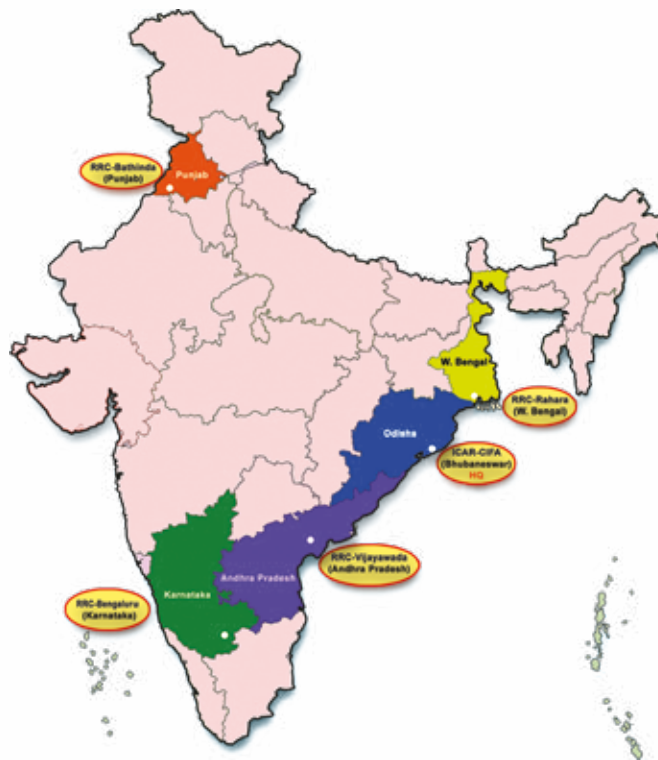 RRC-Bathinda
(Punjab)
Punjab
W. Bengal
RRC-Rahara
(W. Bengal)
Odisha
ICAR-CIFA
(Bhubaneswar)
HQ
RRC-Vijayawada
(Andhra Pradesh)
Andhra Pradesh
Karnataka
RRC-Bengaluru
(Karnataka)